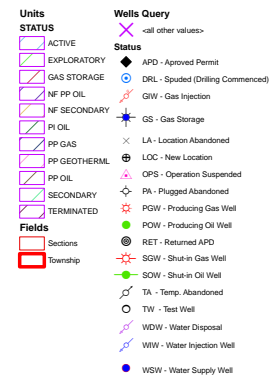 Units
STATUS
ACTIVE
EXPLORATORY
GAS STORAGE
NF PP OIL
NF SECONDARY
PI OIL
PP GAS
PP GEOTHERML
PP OIL
SECONDARY
TERMINATED
Fields
Sections
Township
Wells Query
<all other values>
Status
APD - Aproved Permit
DRL - Spuded (Drilling Commenced)
GIW - Gas Injection
GS - Gas Storage
LA - Location Abandoned
LOC - New Location
OPS - Operation Suspended
PA - Plugged Abandoned
PGW - Producing Gas Well
POW - Producing Oil Well
RET - Returned APD
SGW - Shut-in Gas Well
SOW - Shut-in Oil Well
TA - Temp. Abandoned
TW - Test Well
WDW - Water Disposal
WIW - Water Injection Well
WSW - Water Supply Well